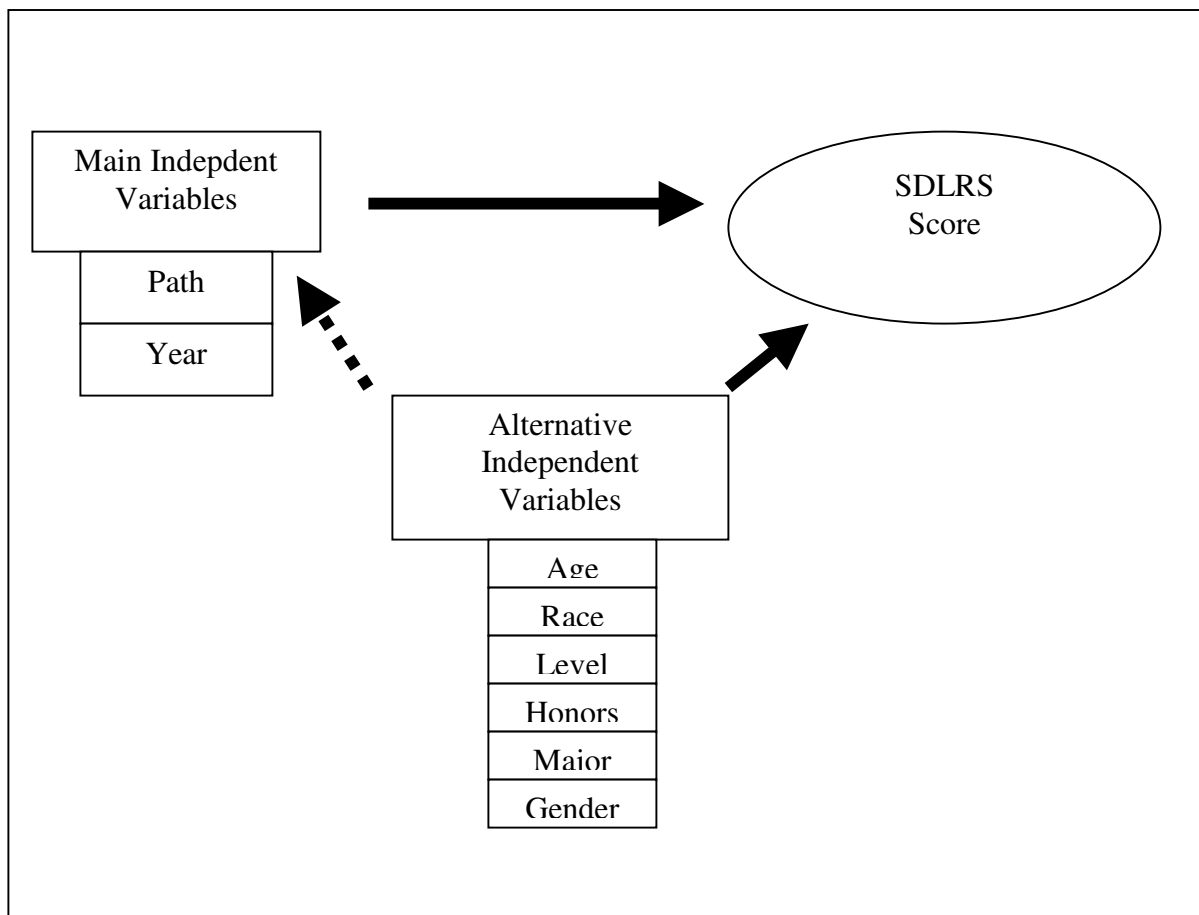 Main Indepdent
Variables
Path
Year
SDLRS
Score
Alternative
Independent
Variables
Age
Race
Level
Honors
Major
Gender